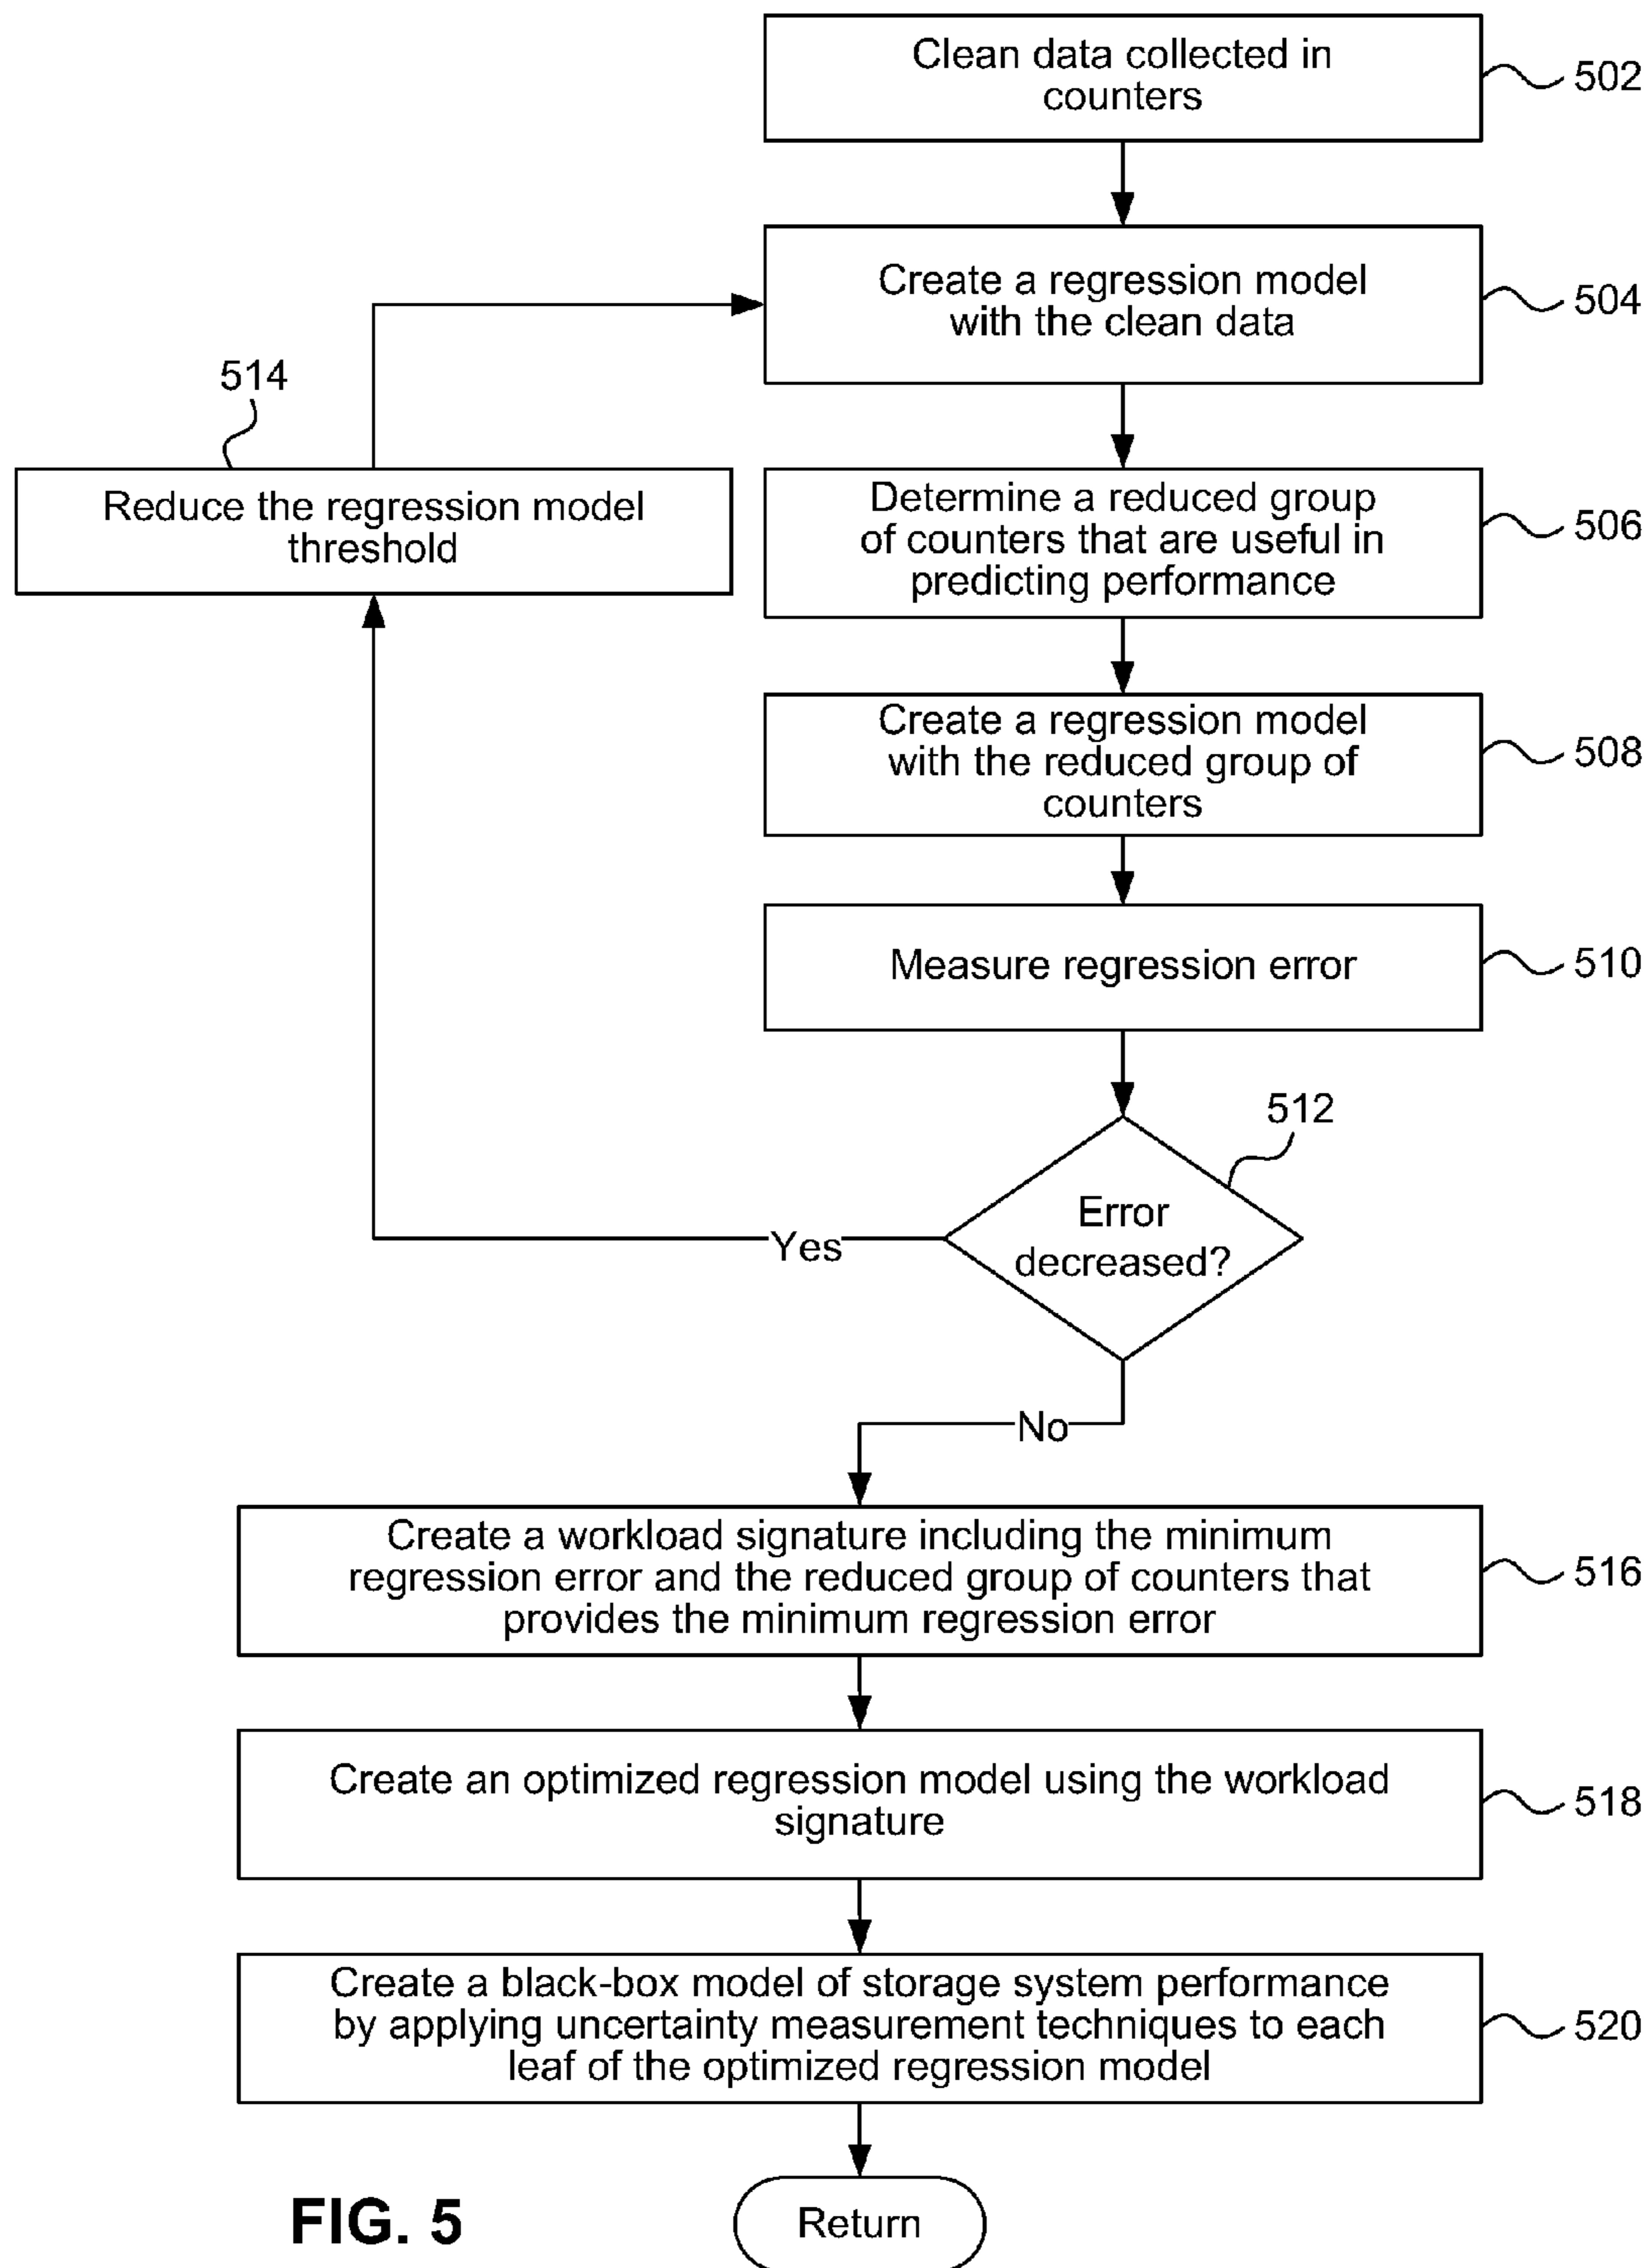 Clean data collected in
counters
502
Create a regression model
with the clean data
504
514
Reduce the regression model
threshold
Determine a reduced group
of counters that are useful in
predicting performance
506
Create a regression model
with the reduced group of
counters
508
Measure regression error
510
512
Error
decreased?
Yes
No
Create a workload signature including the minimum
regression error and the reduced group of counters that
provides the minimum regression error
516
Create an optimized regression model using the workload
signature
518
Create a black-box model of storage system performance
by applying uncertainty measurement techniques to each
leaf of the optimized regression model
520
FIG. 5
Return